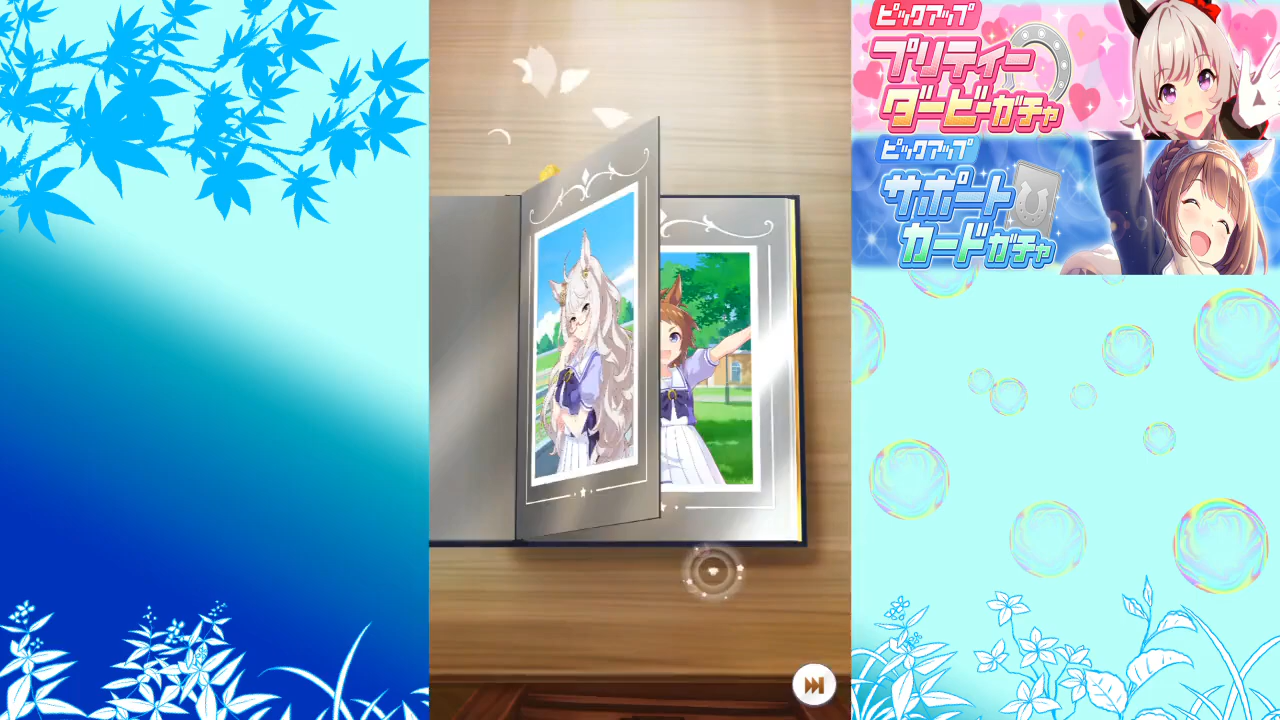 ピックアップ
プリティー
ダービーガチャ
ピックアップ
サポート
カードガチャ